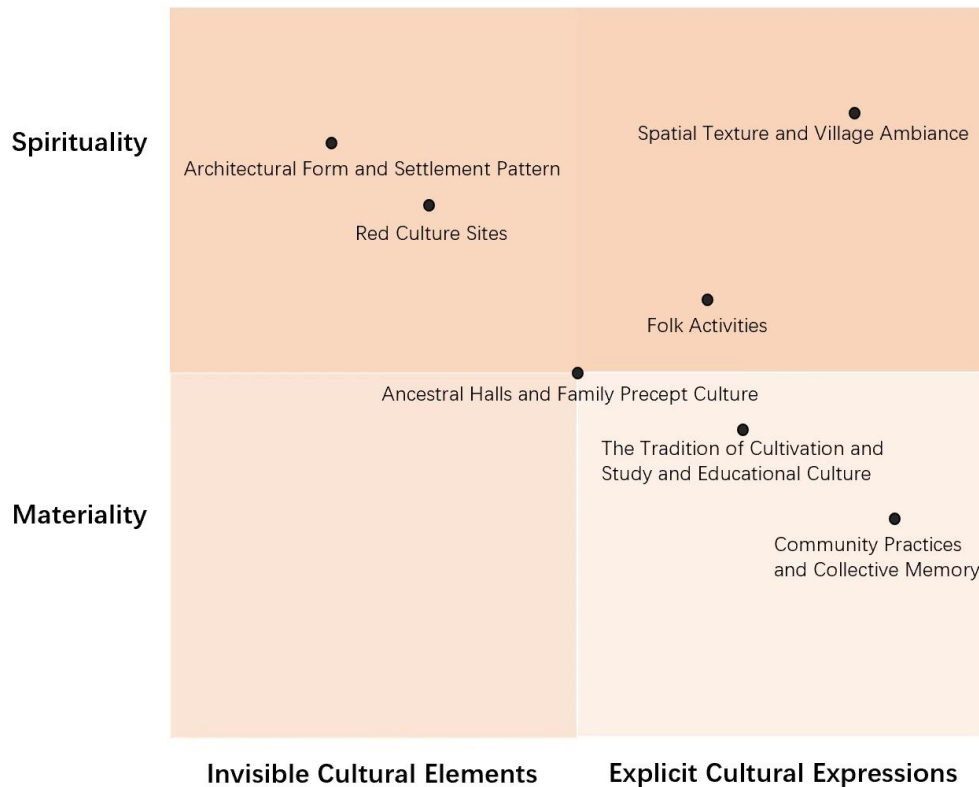 Spirituality
Spatial Texture and Village Ambiance
Architectural Form and Settlement Pattern
Red Culture Sites
Folk Activities
Ancestral Halls and Family Precept Culture
The Tradition of Cultivation and
Study and Educational Culture
Materiality
Community Practices
and Collective Memory
Invisible Cultural Elements
Explicit Cultural Expressions